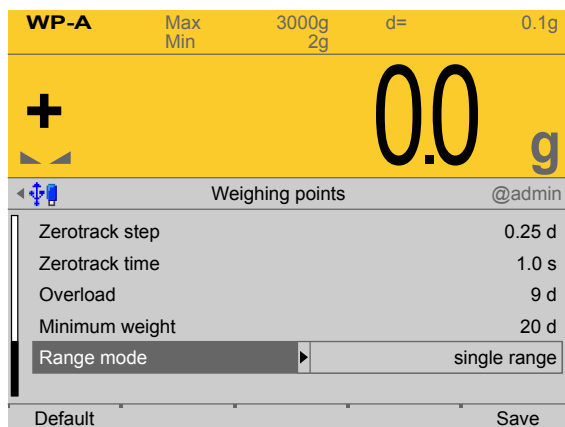 WP-A Max 3000g d= 0.1g
Min 2g
+ 0.0 g
Weighing points @admin
Zerotrack step 0.25 d
Zerotrack time 1.0 s
Overload 9 d
Minimum weight 20 d
Range mode single range
Default Save